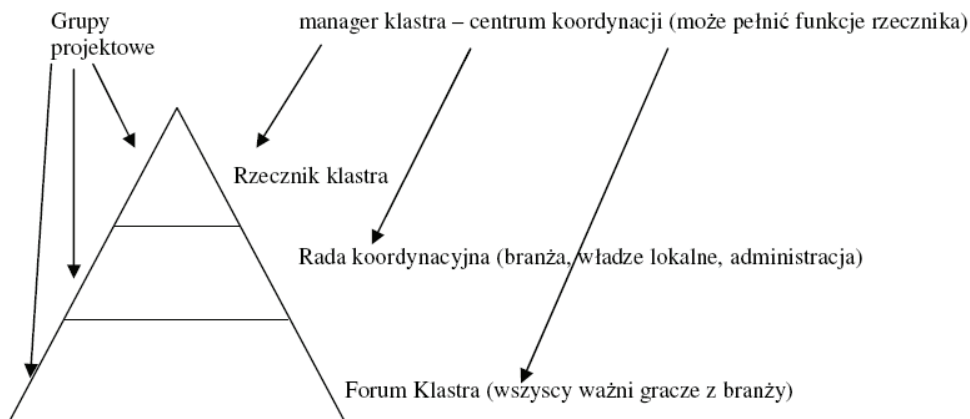 Grupy
projektowe
manager klastra – centrum koordynacji (może pełnić funkcje rzecznika)
Rzecznik klastra
Rada koordynacyjna (branża, władze lokalne, administracja)
Forum Klastra (wszyscy ważni gracze z branży)